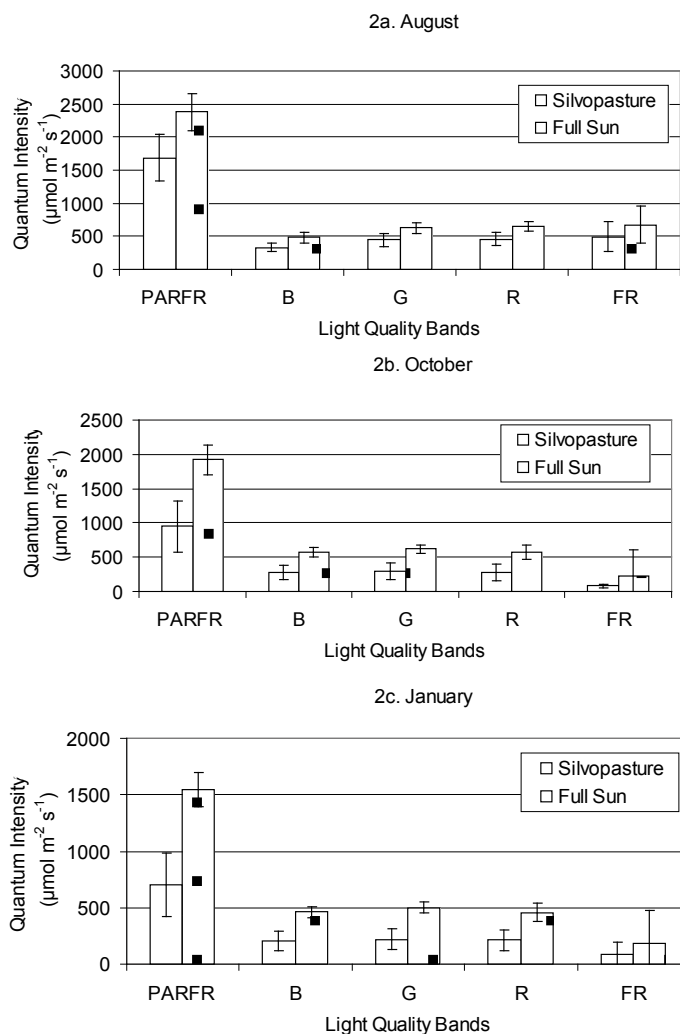 2a. August
Quantum Intensity
(µmol m⁻² s⁻¹)
3000
2500
2000
1500
1000
500
0
Silvopasture
Full Sun
PARFR B G R FR
Light Quality Bands
2b. October
Quantum Intensity
(µmol m⁻² s⁻¹)
2500
2000
1500
1000
500
0
Silvopasture
Full Sun
PARFR B G R FR
Light Quality Bands
2c. January
Quantum Intensity
(µmol m⁻² s⁻¹)
2000
1500
1000
500
0
Silvopasture
Full Sun
PARFR B G R FR
Light Quality Bands